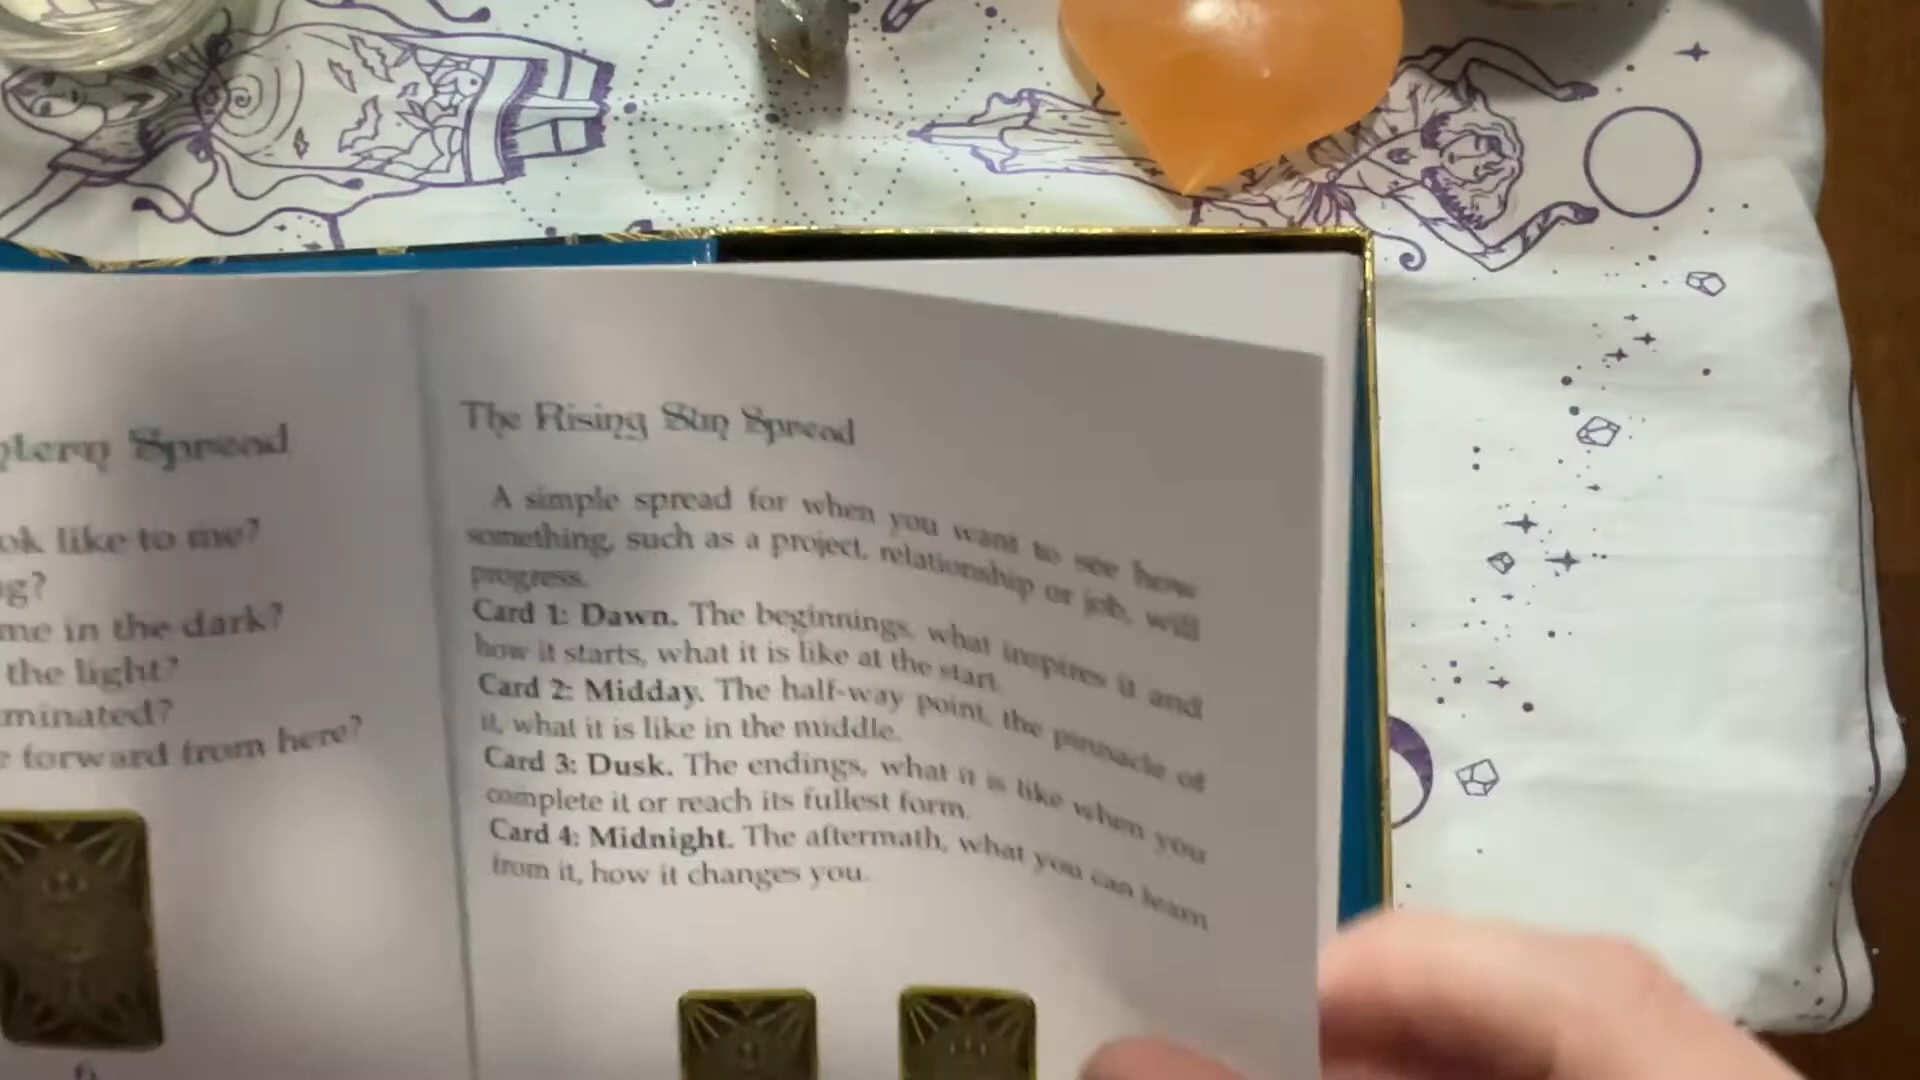 Spread
ok like to me?
g?
me in the dark?
the light?
minated?
forward from here?
The Rising Sun Spread
A simple spread for when you want to see how
something, such as a project, relationship or job, will
progress.
Card 1: Dawn. The beginnings, what inspires it and
how it starts, what it is like at the start.
Card 2: Midday. The half-way point, the pinnacle of
it, what it is like in the middle.
Card 3: Dusk. The endings, what it is like when you
complete it or reach its fullest form.
Card 4: Midnight. The aftermath, what you can learn
from it, how it changes you.